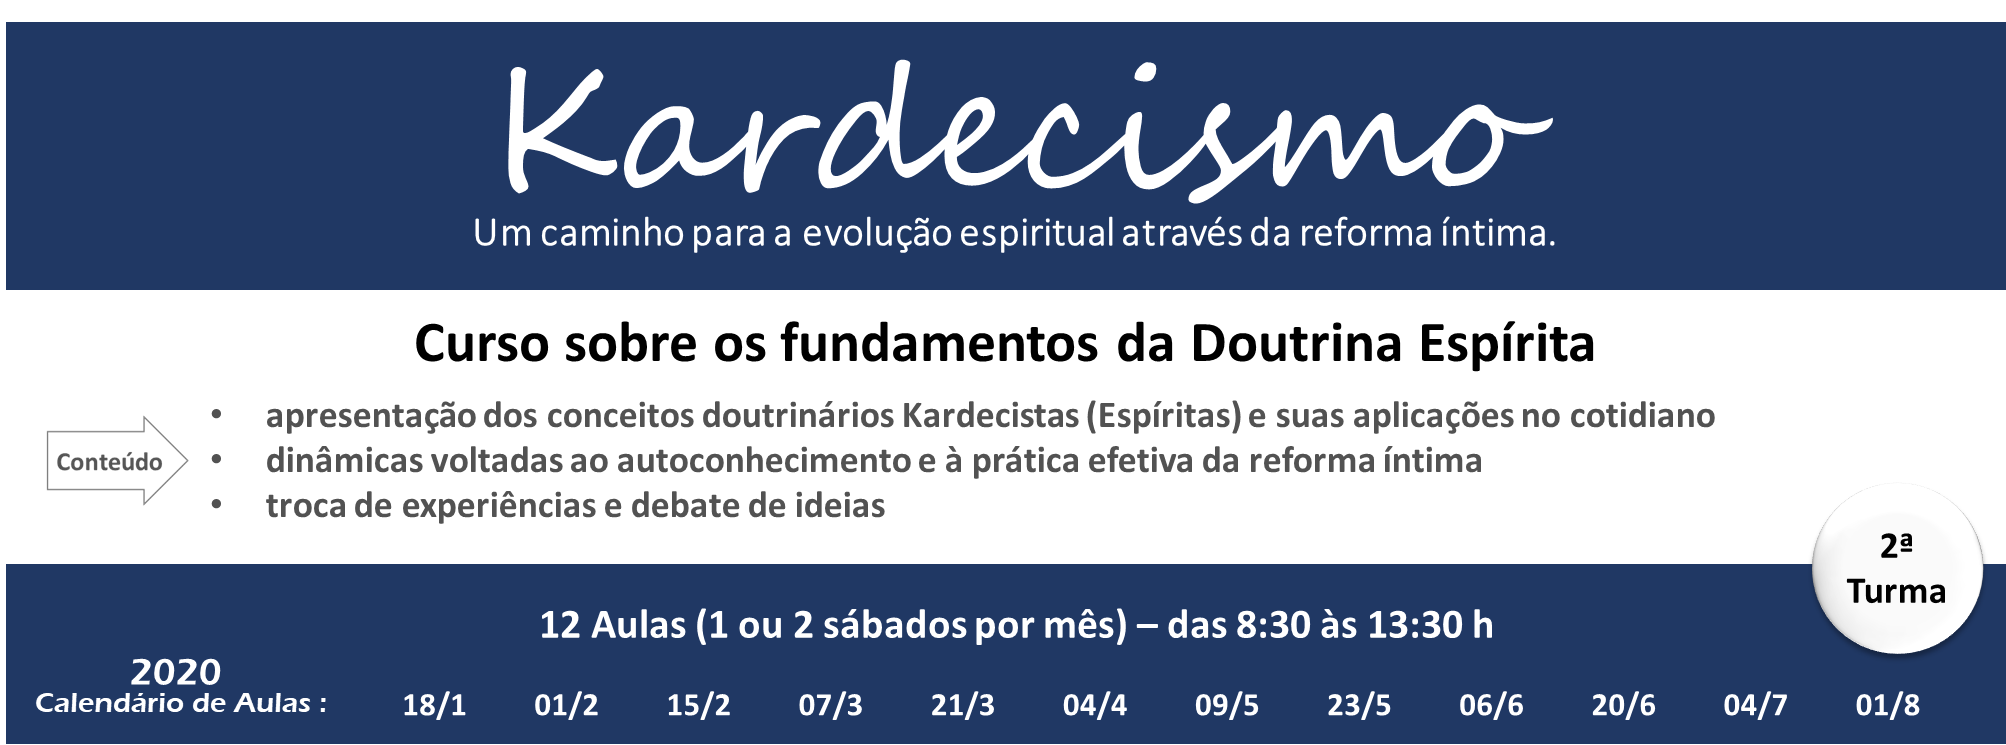 Kardecismo
Um caminho para a evolução espiritual através da reforma íntima.
Curso sobre os fundamentos da Doutrina Espírita
Conteúdo
• apresentação dos conceitos doutrinários Kardecistas (Espíritas) e suas aplicações no cotidiano
• dinâmicas voltadas ao autoconhecimento e à prática efetiva da reforma íntima
• troca de experiências e debate de ideias
2ª
Turma
12 Aulas (1 ou 2 sábados por mês) – das 8:30 às 13:30 h
2020
Calendário de Aulas : 18/1 01/2 15/2 07/3 21/3 04/4 09/5 23/5 06/6 20/6 04/7 01/8